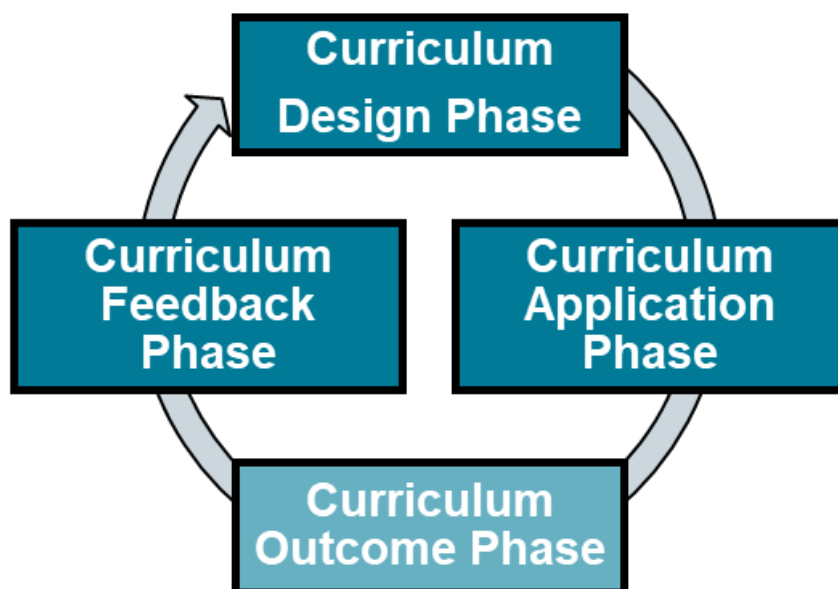 Curriculum
Design Phase
Curriculum
Feedback
Phase
Curriculum
Application
Phase
Curriculum
Outcome Phase